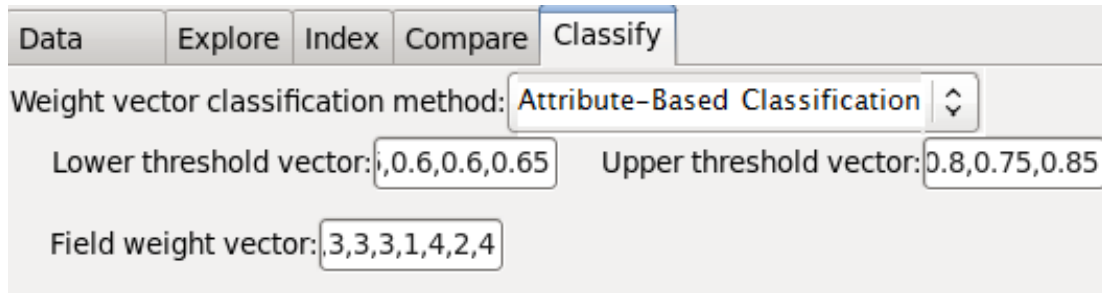 Data Explore Index Compare Classify
Weight vector classification method: Attribute-Based Classification
Lower threshold vector: ,0.6,0.6,0.65 Upper threshold vector: 0.8,0.75,0.85
Field weight vector: ,3,3,3,1,4,2,4